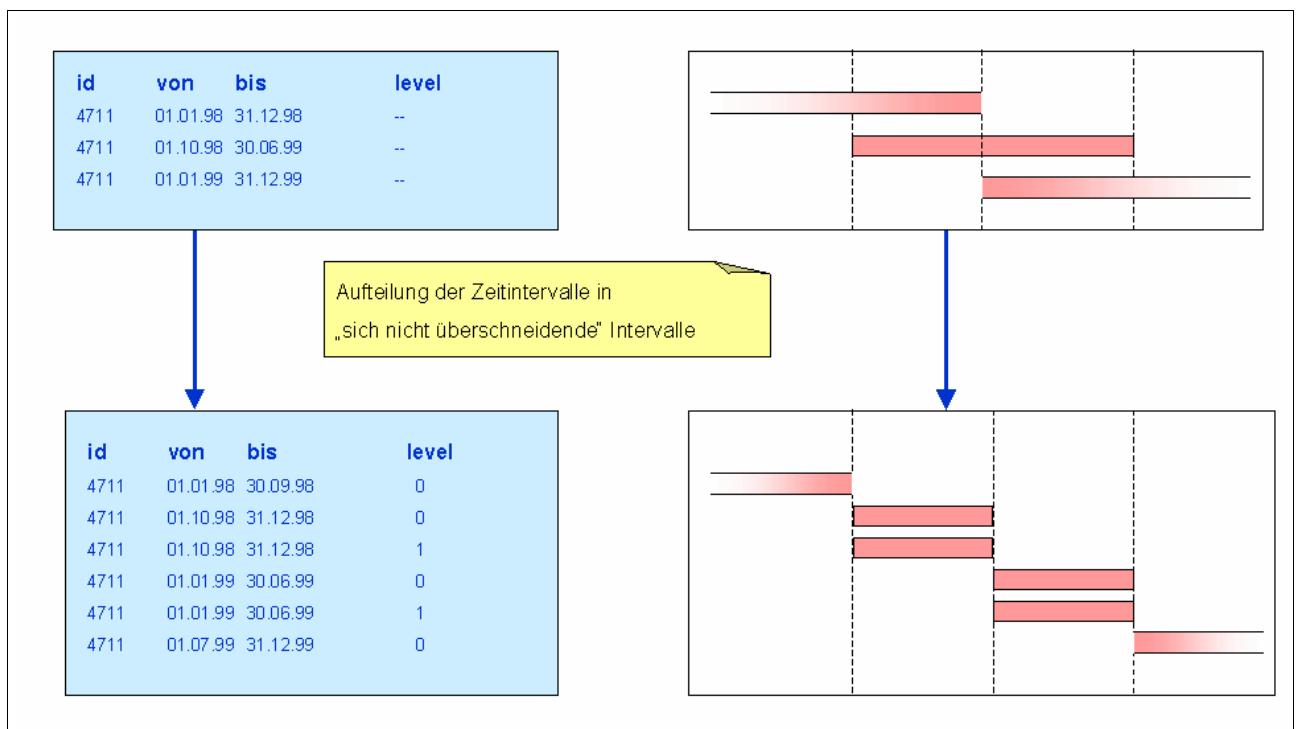 id von bis level
4711 01.01.98 31.12.98 --
4711 01.10.98 30.06.99 --
4711 01.01.99 31.12.99 --
Aufteilung der Zeitintervalle in
„sich nicht überschneidende" Intervalle
id von bis level
4711 01.01.98 30.09.98 0
4711 01.10.98 31.12.98 0
4711 01.10.98 31.12.98 1
4711 01.01.99 30.06.99 0
4711 01.01.99 30.06.99 1
4711 01.07.99 31.12.99 0